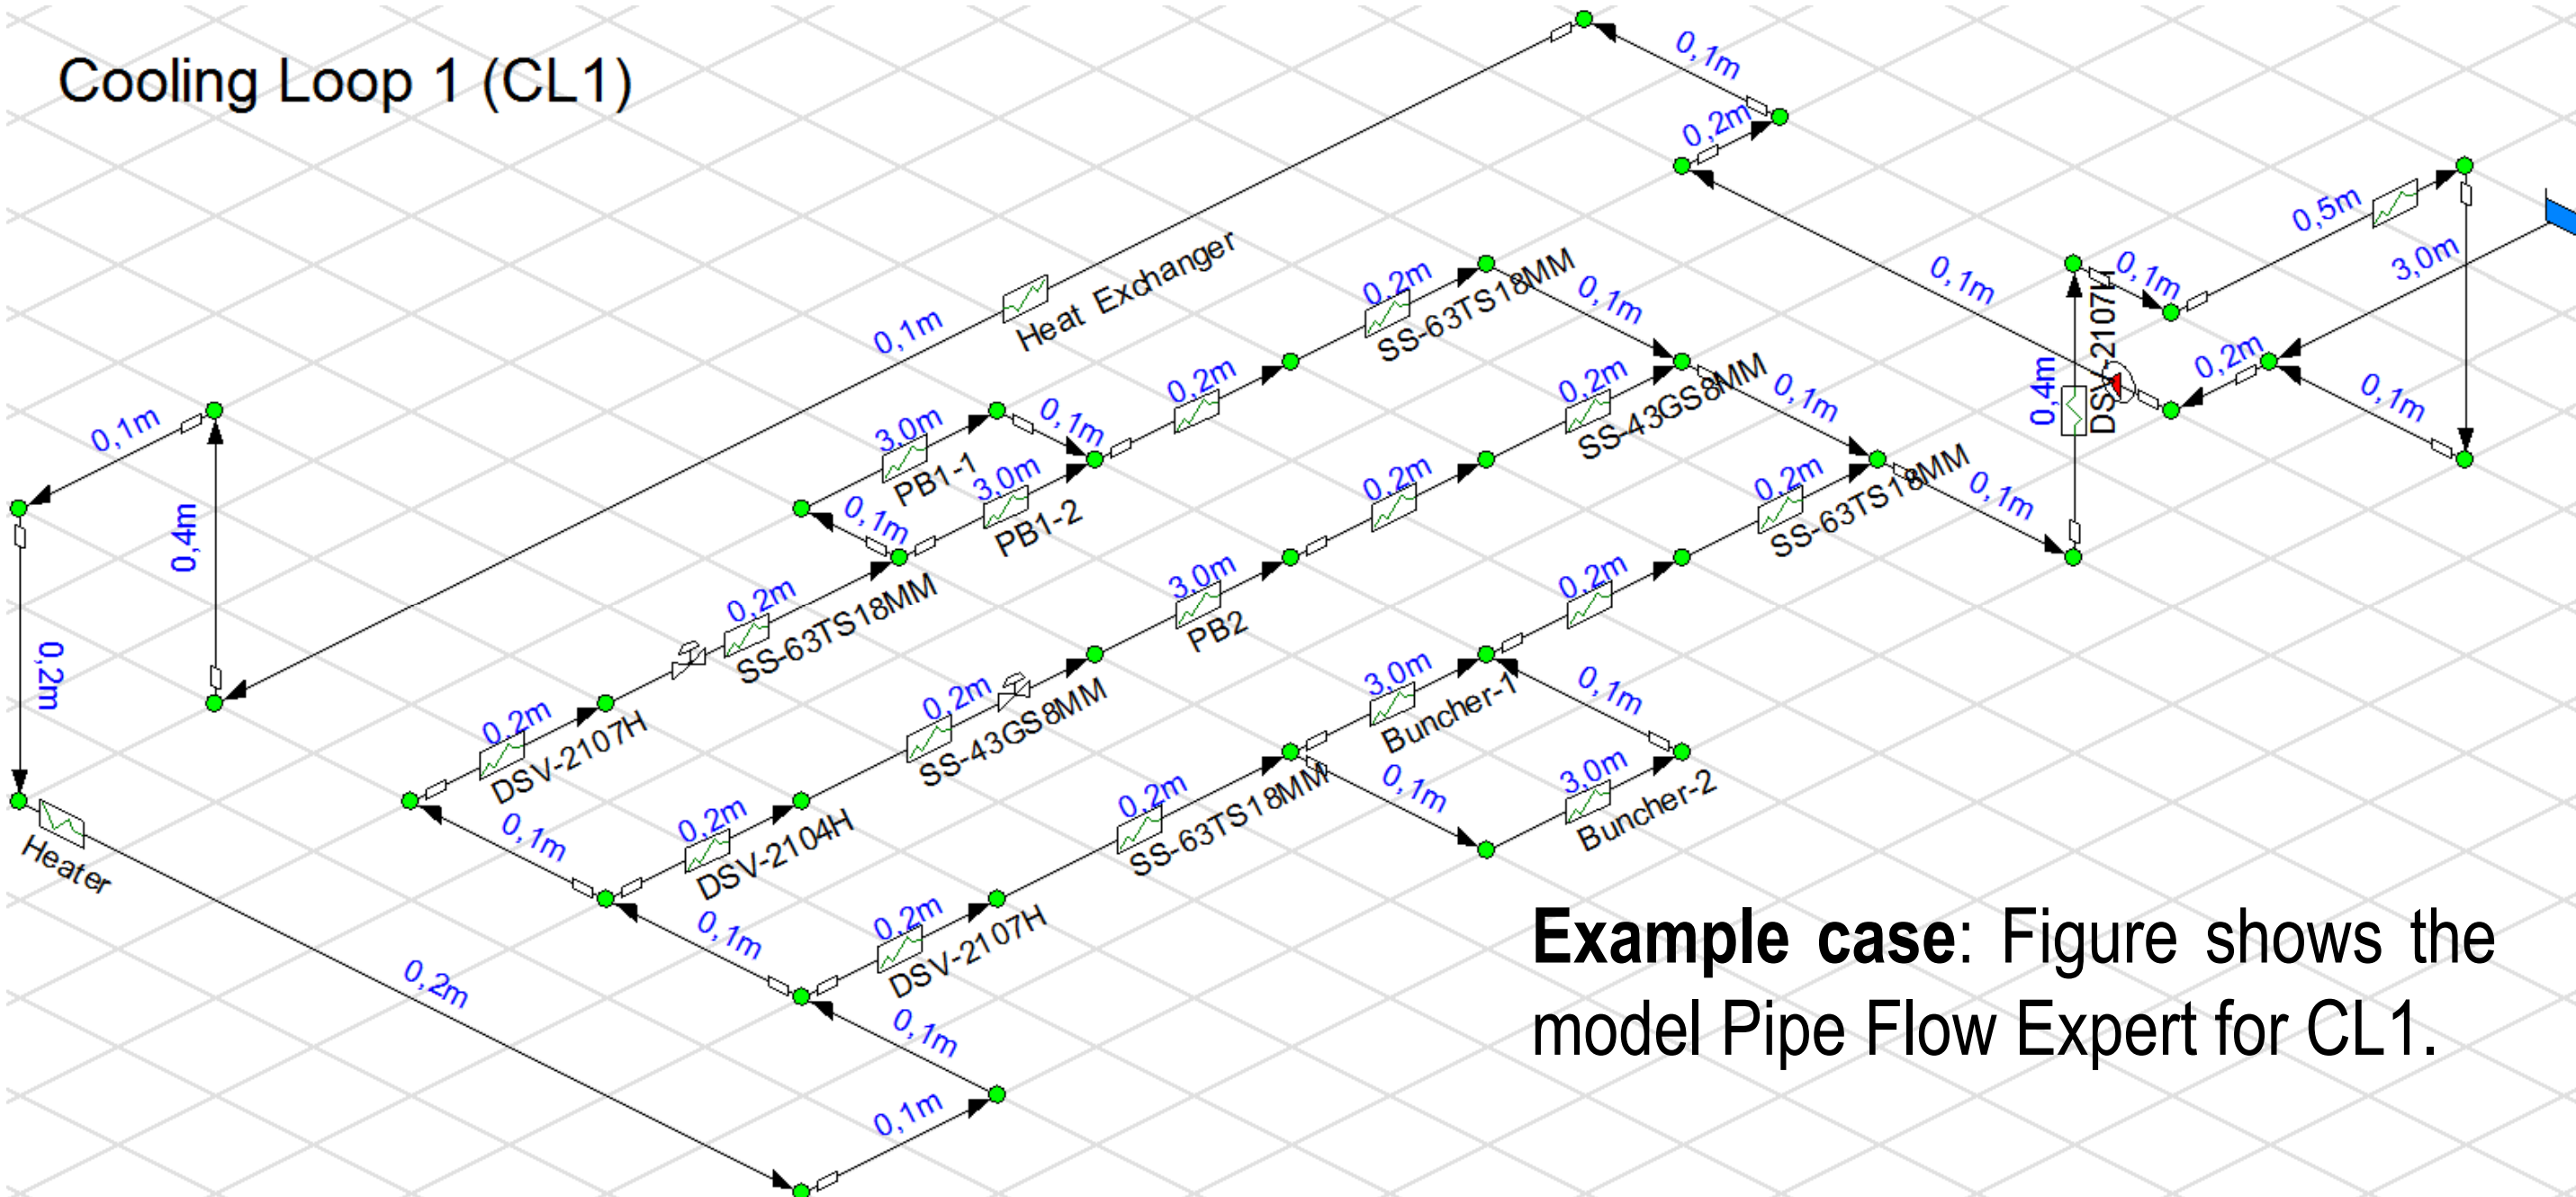 Cooling Loop 1 (CL1)
0,1m
0,2m
0,5m
3,0m
0,1m
0,1m
DSV-2107H
0,4m
0,2m
0,1m
0,1m
Heat Exchanger
0,2m
SS-63TS18MM
0,1m
0,2m
0,2m
SS-43GS8MM
0,1m
3,0m
PB1-1
0,1m
3,0m
PB1-2
0,1m
0,2m
0,2m
SS-63TS18MM
0,1m
0,1m
0,4m
0,2m
0,2m
SS-63TS18MM
3,0m
PB2
0,2m
0,2m
DSV-2107H
0,2m
SS-43GS8MM
3,0m
Buncher-1
0,1m
0,1m
3,0m
Buncher-2
Heater
0,1m
0,2m
DSV-2104H
0,2m
SS-63TS18MM
0,1m
0,2m
DSV-2107H
0,2m
0,1m
0,1m
Example case: Figure shows the
model Pipe Flow Expert for CL1.